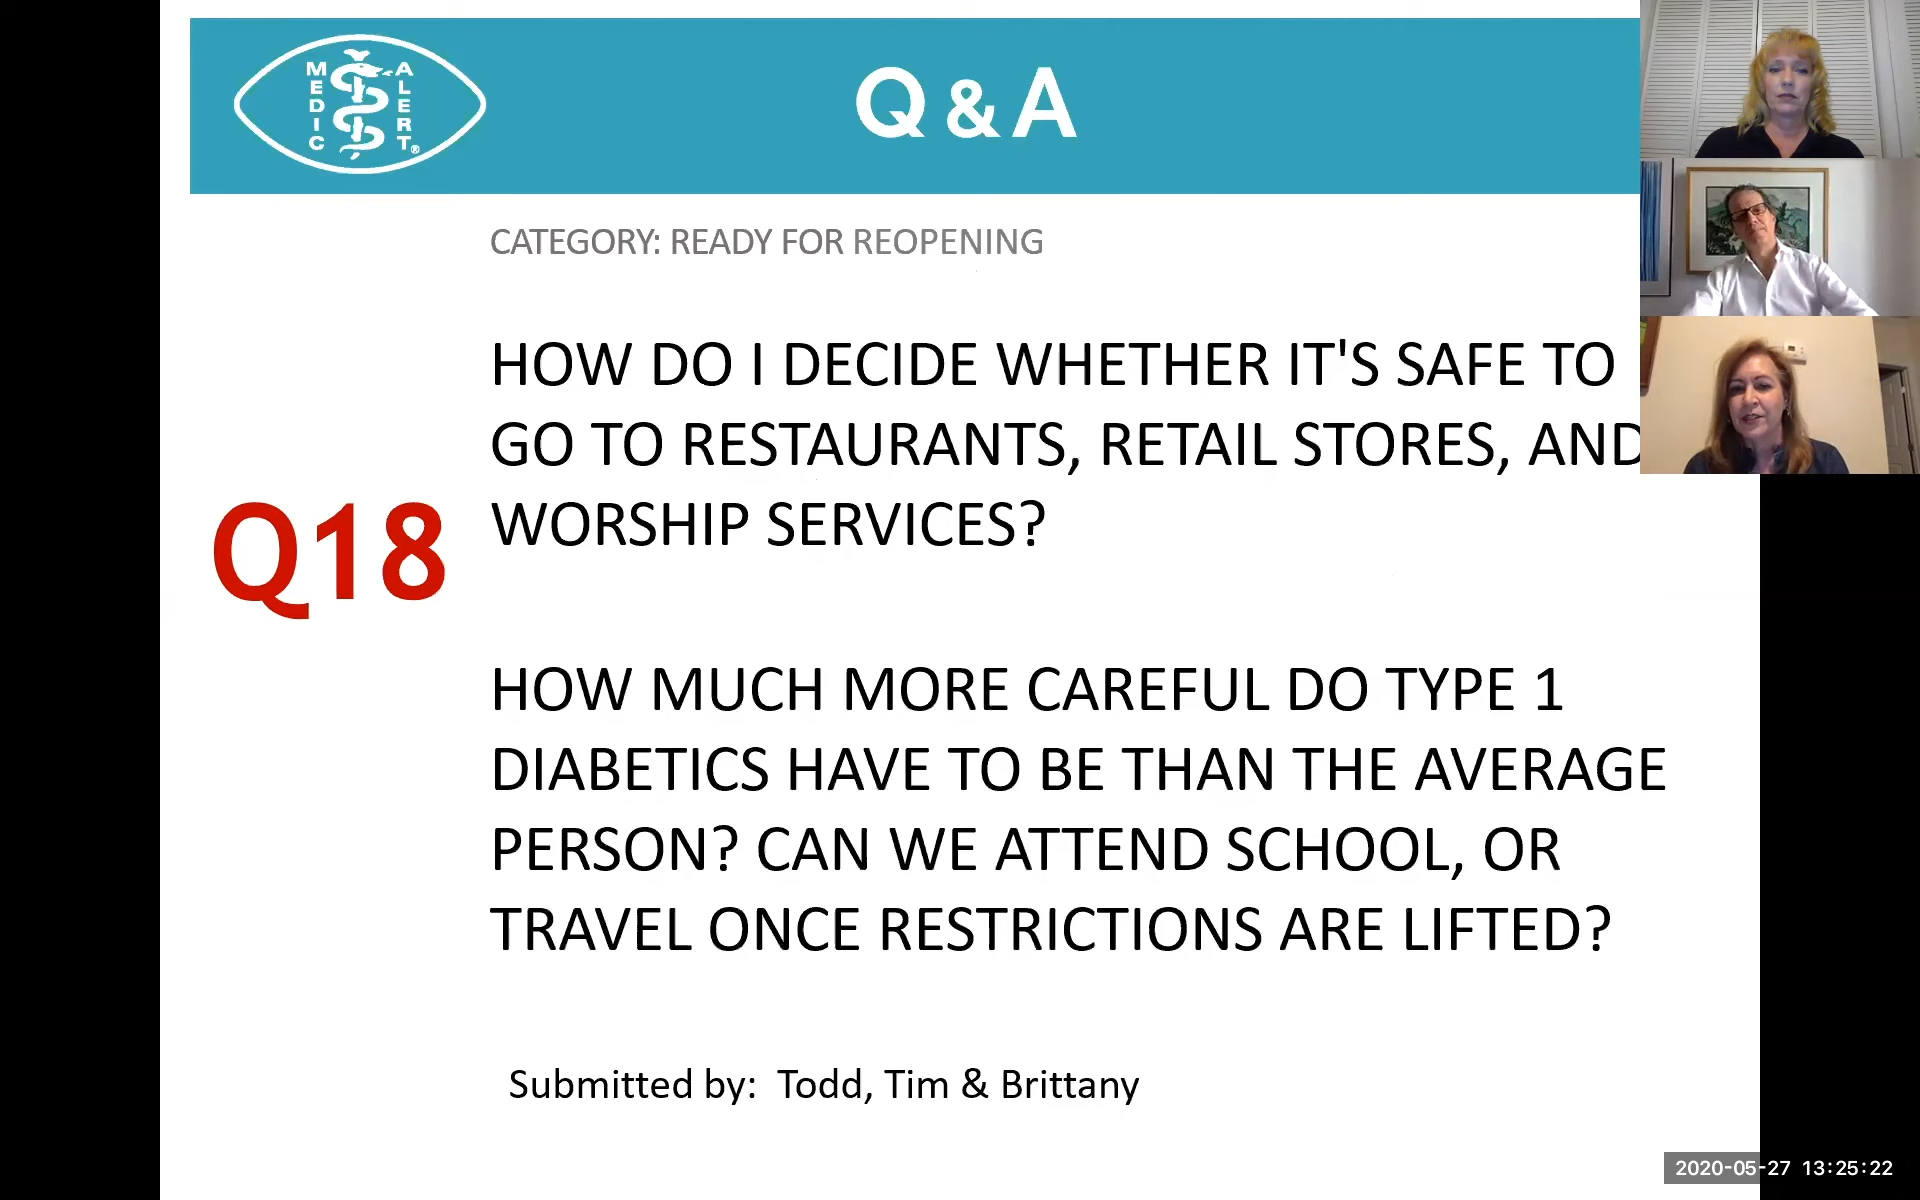 MEDIC ALERT®
Q & A
CATEGORY: READY FOR REOPENING
HOW DO I DECIDE WHETHER IT'S SAFE TO
GO TO RESTAURANTS, RETAIL STORES, AND
WORSHIP SERVICES?
Q18
HOW MUCH MORE CAREFUL DO TYPE 1
DIABETICS HAVE TO BE THAN THE AVERAGE
PERSON? CAN WE ATTEND SCHOOL, OR
TRAVEL ONCE RESTRICTIONS ARE LIFTED?
Submitted by: Todd, Tim & Brittany
2020-05-27 13:25:22